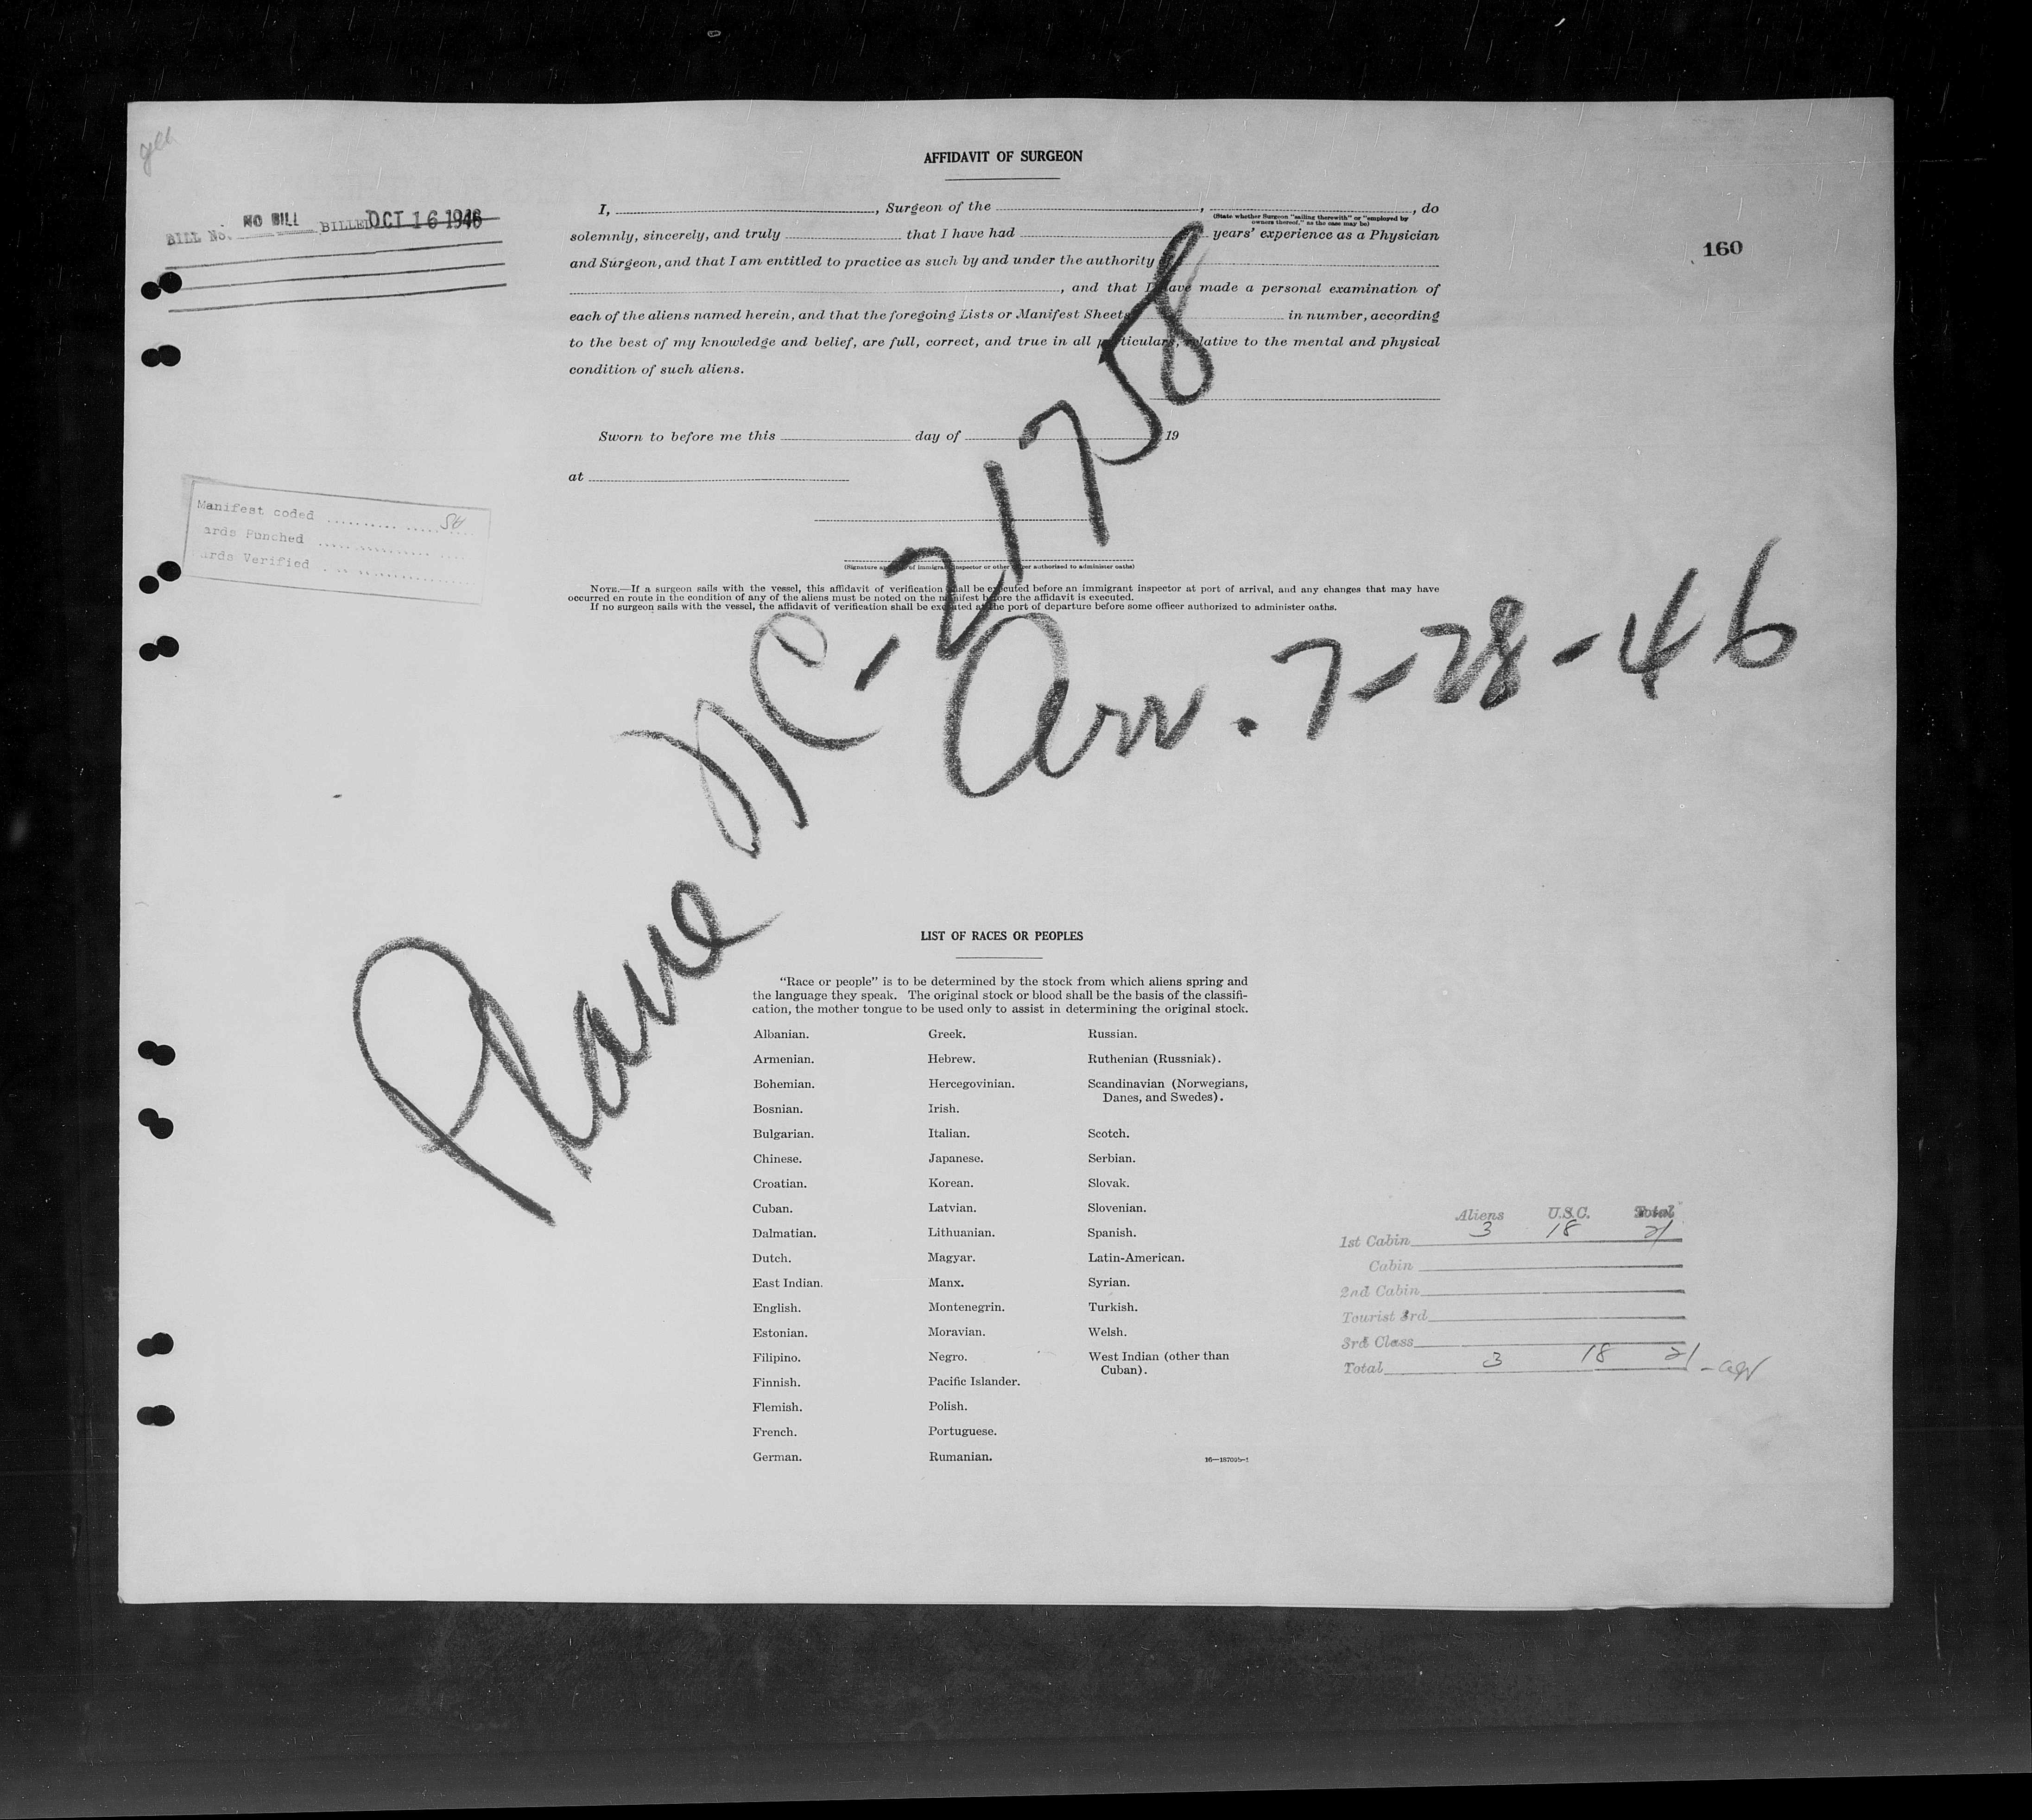 AFFIDAVIT OF SURGEON
BILL NO. NO BILL BILLED OCT 16 1946
I, , Surgeon of the , , do
(State whether Surgeon "sailing therewith" or "employed by
owners thereof," as the case may be)
solemnly, sincerely, and truly that I have had years' experience as a Physician
160
and Surgeon, and that I am entitled to practice as such by and under the authority
, and that I have made a personal examination of
each of the aliens named herein, and that the foregoing Lists or Manifest Sheets in number, according
to the best of my knowledge and belief, are full, correct, and true in all particulars, relative to the mental and physical
condition of such aliens.
Sworn to before me this day of 19
at
Manifest coded
ards Punched
ards Verified
(Signature of immigrant inspector or other officer authorized to administer oaths)
NOTE.—If a surgeon sails with the vessel, this affidavit of verification shall be executed before an immigrant inspector at port of arrival, and any changes that may have
occurred en route in the condition of any of the aliens must be noted on the manifest before the affidavit is executed.
If no surgeon sails with the vessel, the affidavit of verification shall be executed at the port of departure before some officer authorized to administer oaths.
Plane NC-21758
Arr. 7-28-46
LIST OF RACES OR PEOPLES
"Race or people" is to be determined by the stock from which aliens spring and
the language they speak. The original stock or blood shall be the basis of the classifi-
cation, the mother tongue to be used only to assist in determining the original stock.
Albanian.
Armenian.
Bohemian.
Bosnian.
Bulgarian.
Chinese.
Croatian.
Cuban.
Dalmatian.
Dutch.
East Indian.
English.
Estonian.
Filipino.
Finnish.
Flemish.
French.
German.
Greek.
Hebrew.
Hercegovinian.
Irish.
Italian.
Japanese.
Korean.
Latvian.
Lithuanian.
Magyar.
Manx.
Montenegrin.
Moravian.
Negro.
Pacific Islander.
Polish.
Portuguese.
Rumanian.
Russian.
Ruthenian (Russniak).
Scandinavian (Norwegians,
Danes, and Swedes).
Scotch.
Serbian.
Slovak.
Slovenian.
Spanish.
Latin-American.
Syrian.
Turkish.
Welsh.
West Indian (other than
Cuban).
16—18709b-1
Aliens U.S.C. Total
1st Cabin 3 18 21
Cabin
2nd Cabin
Tourist 3rd
3rd Class
Total 3 18 21